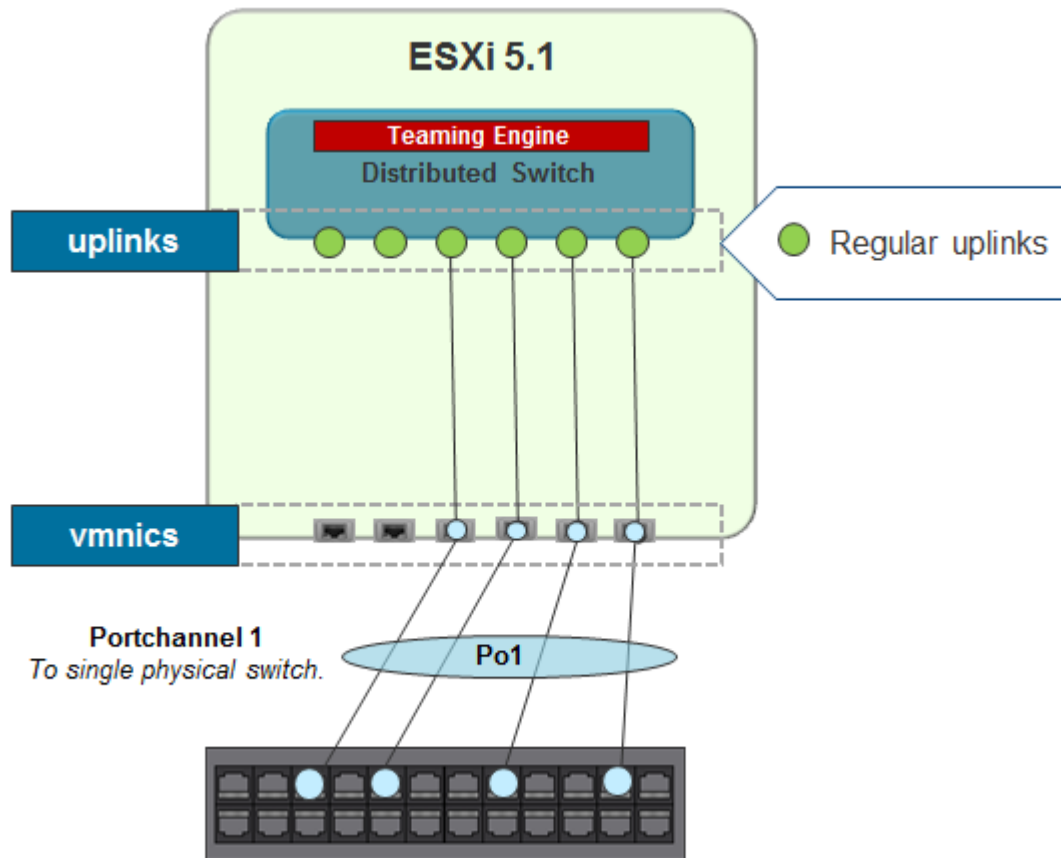 ESXi 5.1
Teaming Engine
Distributed Switch
uplinks
Regular uplinks
vmnics
Portchannel 1
To single physical switch.
Po1